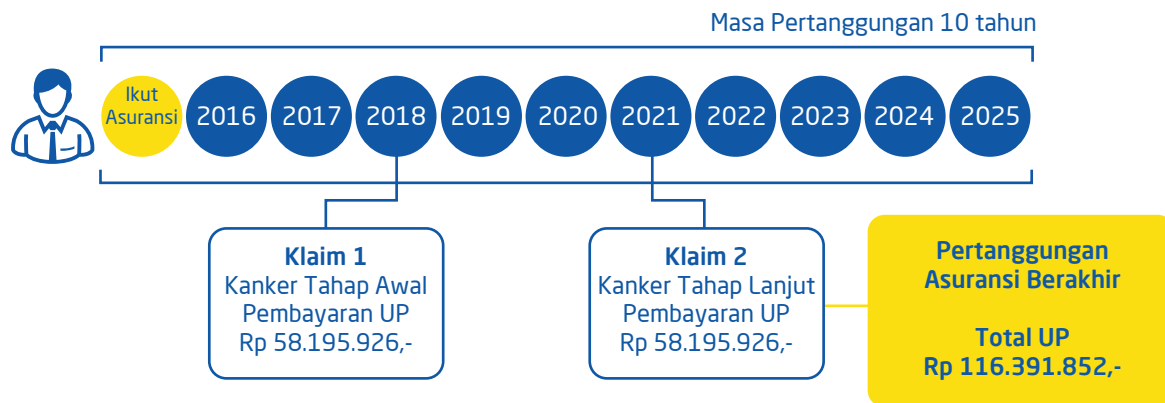 Masa Pertanggungan 10 tahun
Ikut
Asuransi
2016
2017
2018
2019
2020
2021
2022
2023
2024
2025
Klaim 1
Kanker Tahap Awal
Pembayaran UP
Rp 58.195.926,-
Klaim 2
Kanker Tahap Lanjut
Pembayaran UP
Rp 58.195.926,-
Pertanggungan
Asuransi Berakhir
Total UP
Rp 116.391.852,-